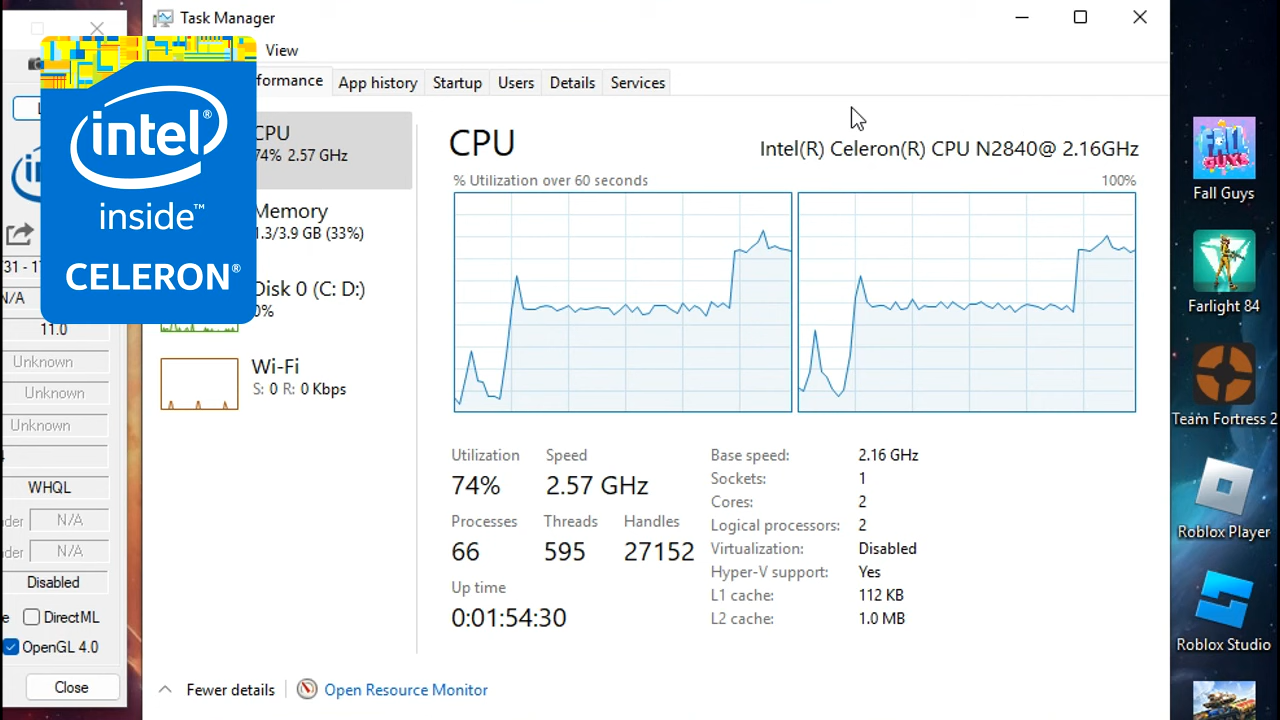 Task Manager
View
formance
App history
Startup
Users
Details
Services
intel®
inside™
CELERON®
CPU
74% 2.57 GHz
Memory
1.3/3.9 GB (33%)
Disk 0 (C: D:)
0%
Wi-Fi
S: 0 R: 0 Kbps
CPU
Intel(R) Celeron(R) CPU N2840@ 2.16GHz
% Utilization over 60 seconds
100%
Utilization
Speed
74%
2.57 GHz
Processes
Threads
Handles
66
595
27152
Up time
0:01:54:30
Base speed:
2.16 GHz
Sockets:
1
Cores:
2
Logical processors:
2
Virtualization:
Disabled
Hyper-V support:
Yes
L1 cache:
112 KB
L2 cache:
1.0 MB
Fewer details
Open Resource Monitor
N/A
11.0
Unknown
Unknown
Unknown
WHQL
N/A
N/A
Disabled
DirectML
OpenGL 4.0
Close
FALL GUYS
Fall Guys
Farlight 84
Team Fortress 2
Roblox Player
Roblox Studio